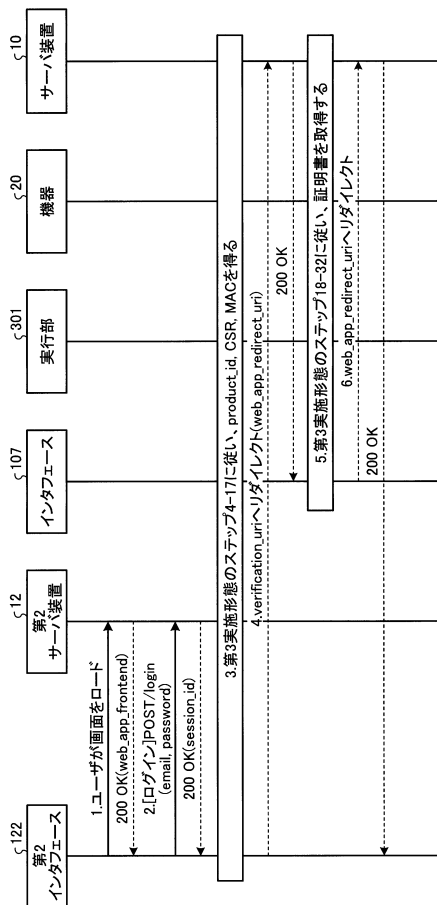 122
第2
インタフェース
12
第2
サーバ装置
107
インタフェース
301
実行部
20
機器
10
サーバ装置
1.ユーザが画面をロード
200 OK(web_app_frontend)
2.[ログイン]POST/login
(email, password)
200 OK(session_id)
3.第3実施形態のステップ4-17に従い、product_id, CSR, MACを得る
4.verification_uriへリダイレクト(web_app_redirect_uri)
200 OK
5.第3実施形態のステップ18-32に従い、証明書を取得する
6.web_app_redirect_uriへリダイレクト
200 OK